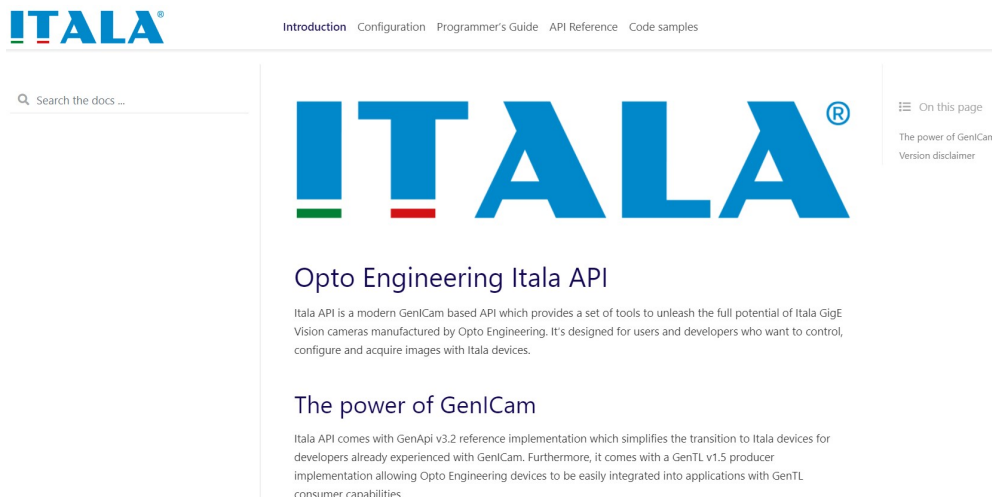 ITALA®
Introduction Configuration Programmer's Guide API Reference Code samples
Search the docs ...
ITALA®
On this page
The power of GenICam
Version disclaimer
Opto Engineering Itala API
Itala API is a modern GenICam based API which provides a set of tools to unleash the full potential of Itala GigE
Vision cameras manufactured by Opto Engineering. It's designed for users and developers who want to control,
configure and acquire images with Itala devices.
The power of GenICam
Itala API comes with GenApi v3.2 reference implementation which simplifies the transition to Itala devices for
developers already experienced with GenICam. Furthermore, it comes with a GenTL v1.5 producer
implementation allowing Opto Engineering devices to be easily integrated into applications with GenTL
consumer capabilities.